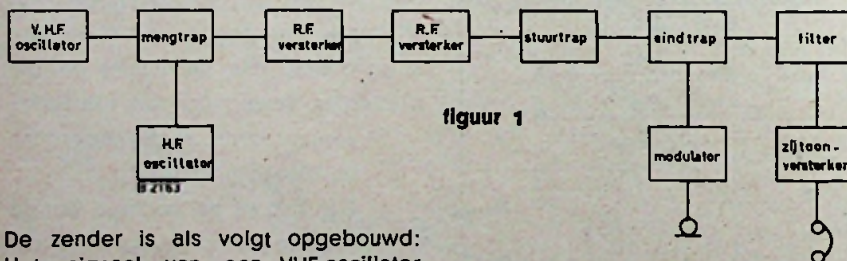 V.H.F. oscillator
mengtrap
R.F. versterker
R.F. versterker
stuurtrap
eindtrap
filter
H.F. oscillator
B 2163
figuur 1
modulator
zijtoon-
versterker
De zender is als volgt opgebouwd: